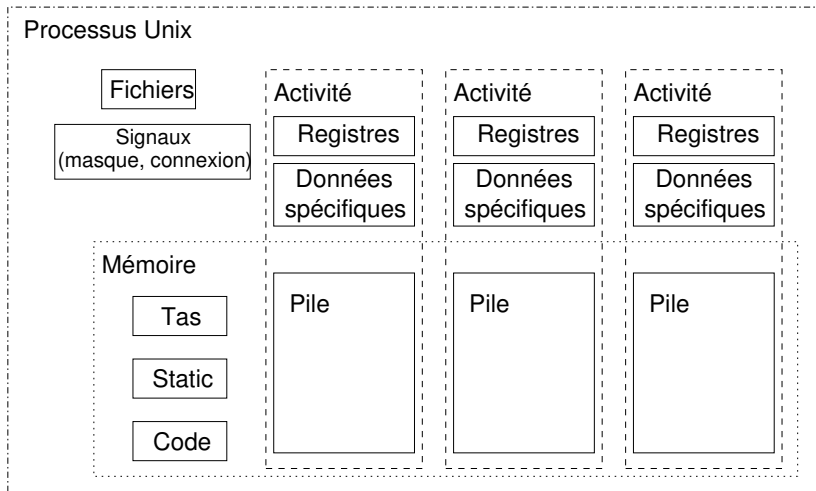 Processus Unix
Fichiers
Signaux
(masque, connexion)
Activité
Registres
Données
spécifiques
Activité
Registres
Données
spécifiques
Activité
Registres
Données
spécifiques
Mémoire
Tas
Static
Code
Pile
Pile
Pile